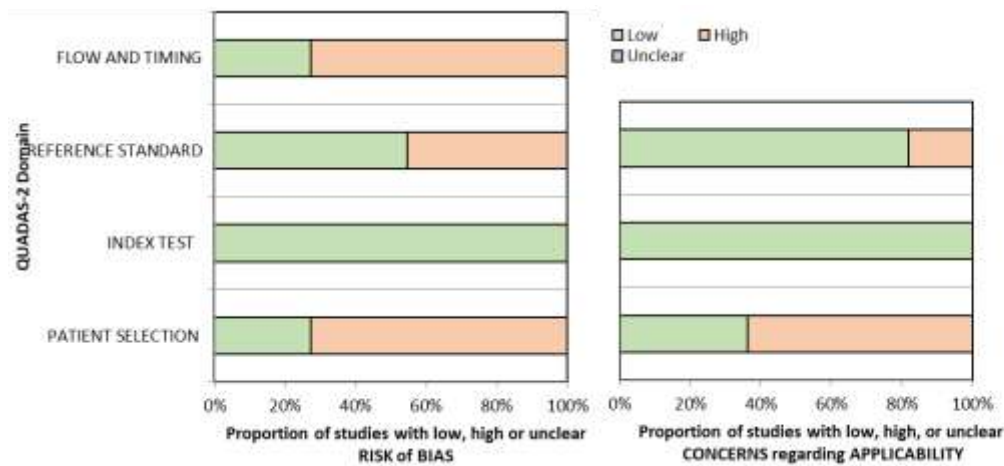 QUADAS-2 Domain
FLOW AND TIMING
REFERENCE STANDARD
INDEX TEST
PATIENT SELECTION
0% 20% 40% 60% 80% 100%
Proportion of studies with low, high or unclear
RISK of BIAS
Low High
Unclear
0% 20% 40% 60% 80% 100%
Proportion of studies with low, high, or unclear
CONCERNS regarding APPLICABILITY